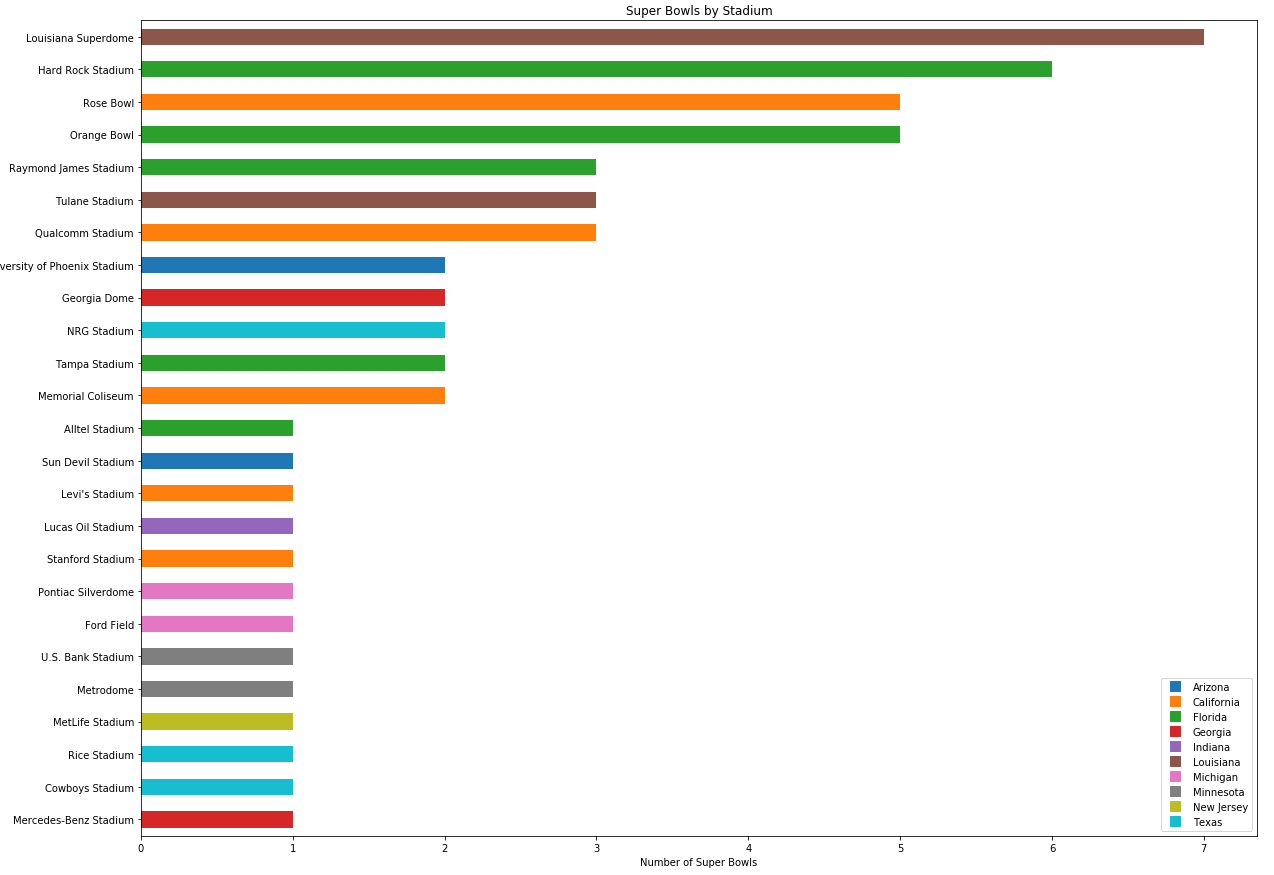 Super Bowls by Stadium
Louisiana Superdome
Hard Rock Stadium
Rose Bowl
Orange Bowl
Raymond James Stadium
Tulane Stadium
Qualcomm Stadium
versity of Phoenix Stadium
Georgia Dome
NRG Stadium
Tampa Stadium
Memorial Coliseum
Alltel Stadium
Sun Devil Stadium
Levi's Stadium
Lucas Oil Stadium
Stanford Stadium
Pontiac Silverdome
Ford Field
U.S. Bank Stadium
Metrodome
MetLife Stadium
Rice Stadium
Cowboys Stadium
Mercedes-Benz Stadium
Arizona
California
Florida
Georgia
Indiana
Louisiana
Michigan
Minnesota
New Jersey
Texas
0 1 2 3 4 5 6 7
Number of Super Bowls